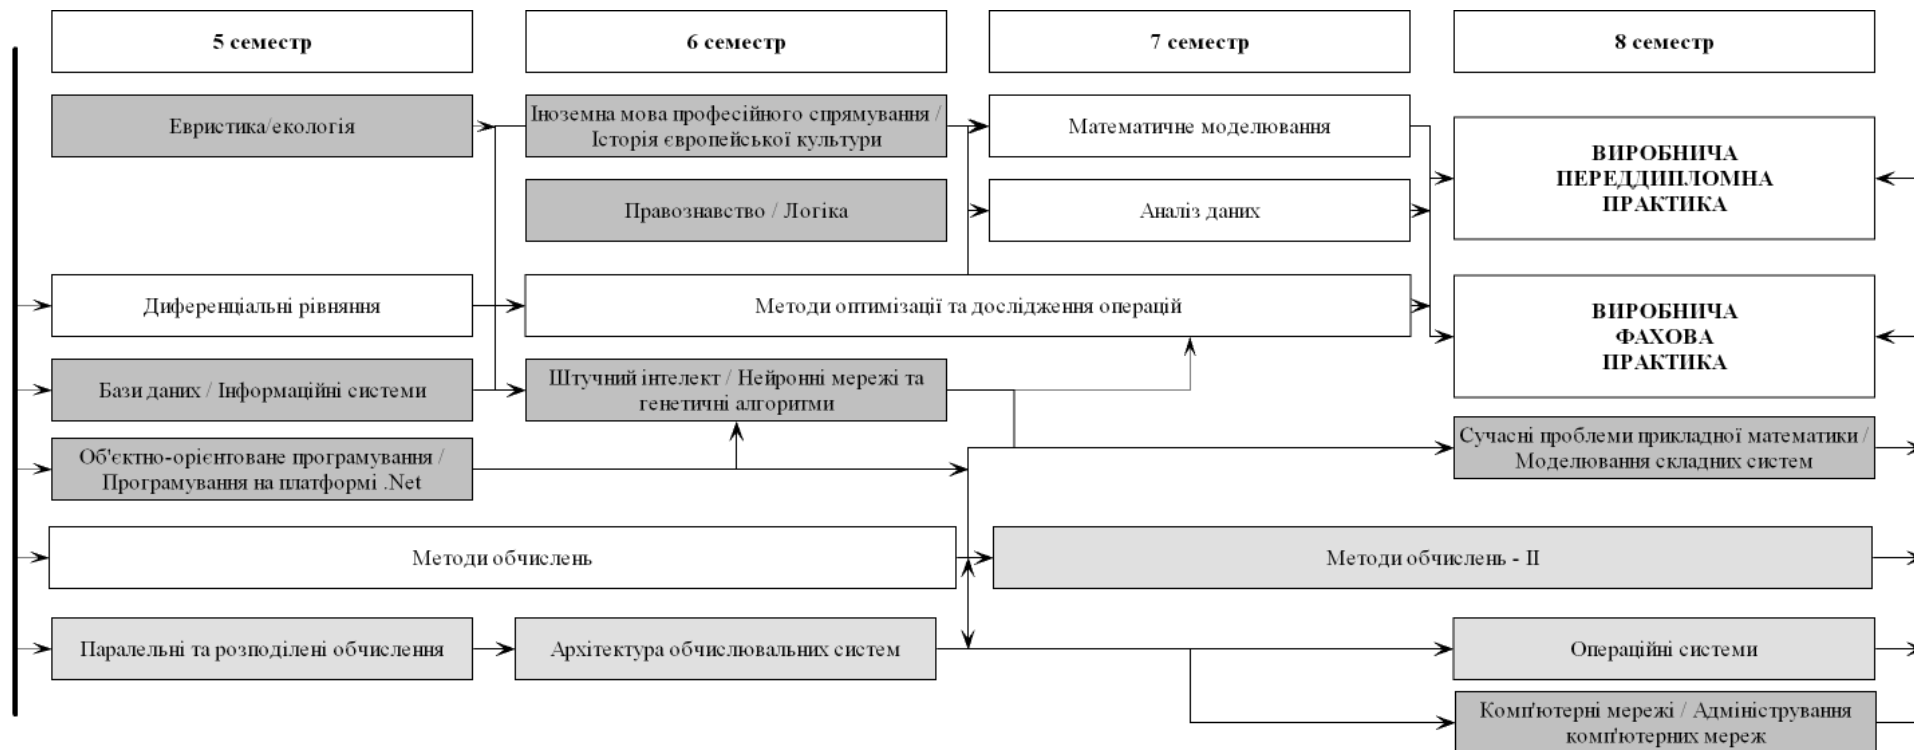 5 семестр
6 семестр
7 семестр
8 семестр
Евристика/екологія
Іноземна мова професійного спрямування /
Історія європейської культури
Математичне моделювання
ВИРОБНИЧА
ПЕРЕДДИПЛОМНА
ПРАКТИКА
Правознавство / Логіка
Аналіз даних
Диференціальні рівняння
Методи оптимізації та дослідження операцій
ВИРОБНИЧА
ФАХОВА
ПРАКТИКА
Бази даних / Інформаційні системи
Штучний інтелект / Нейронні мережі та
генетичні алгоритми
Об'єктно-орієнтоване програмування /
Програмування на платформі .Net
Сучасні проблеми прикладної математики /
Моделювання складних систем
Методи обчислень
Методи обчислень - II
Паралельні та розподілені обчислення
Архітектура обчислювальних систем
Операційні системи
Комп'ютерні мережі / Адміністрування
комп'ютерних мереж